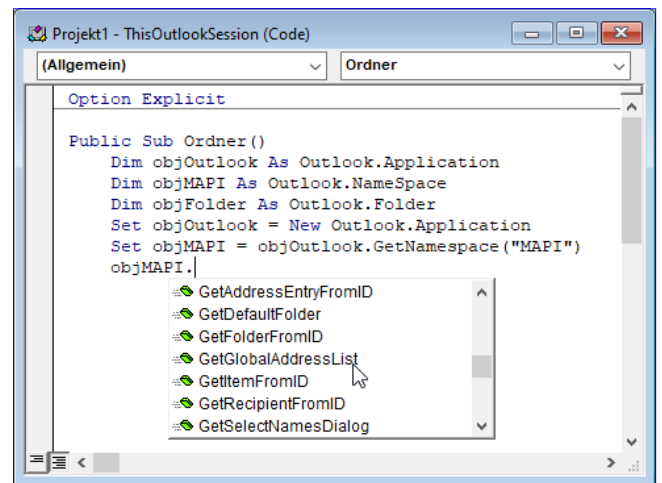 Projekt1 - ThisOutlookSession (Code)
(Allgemein) Ordner
Option Explicit
Public Sub Ordner()
Dim objOutlook As Outlook.Application
Dim objMAPI As Outlook.NameSpace
Dim objFolder As Outlook.Folder
Set objOutlook = New Outlook.Application
Set objMAPI = objOutlook.GetNamespace("MAPI")
objMAPI.
GetAddressEntryFromID
GetDefaultFolder
GetFolderFromID
GetGlobalAddressList
GetItemFromID
GetRecipientFromID
GetSelectNamesDialog